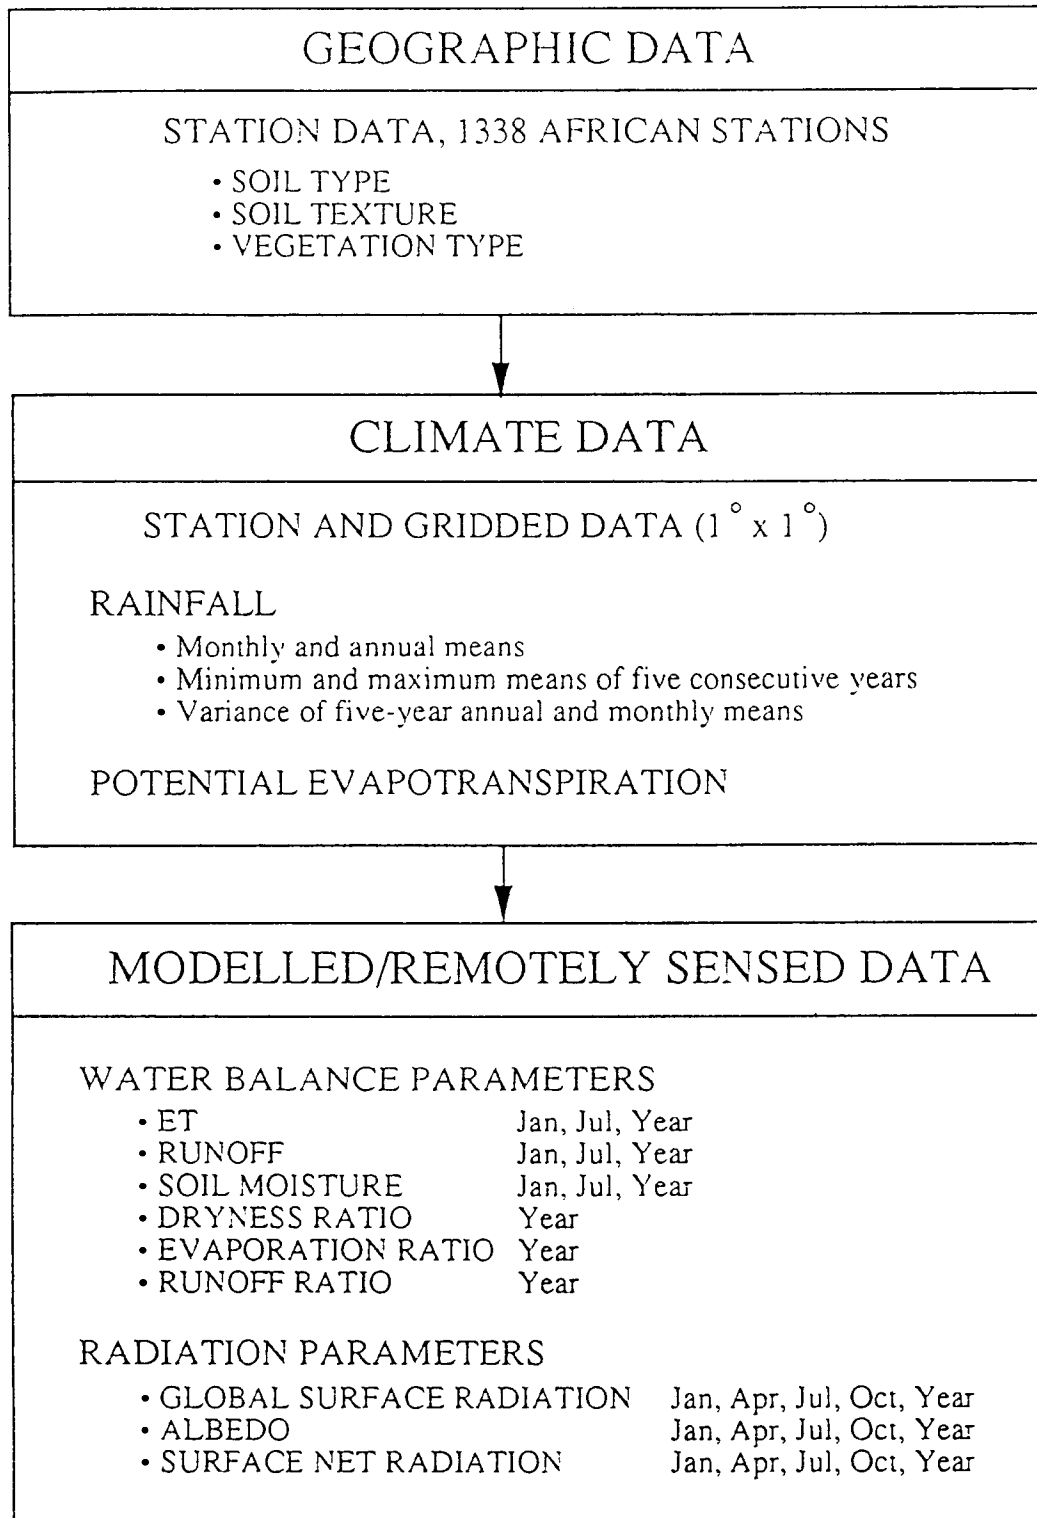 GEOGRAPHIC DATA
STATION DATA, 1338 AFRICAN STATIONS
• SOIL TYPE
• SOIL TEXTURE
• VEGETATION TYPE
CLIMATE DATA
STATION AND GRIDDED DATA (1° x 1°)
RAINFALL
• Monthly and annual means
• Minimum and maximum means of five consecutive years
• Variance of five-year annual and monthly means
POTENTIAL EVAPOTRANSPIRATION
MODELLED/REMOTELY SENSED DATA
WATER BALANCE PARAMETERS
• ET Jan, Jul, Year
• RUNOFF Jan, Jul, Year
• SOIL MOISTURE Jan, Jul, Year
• DRYNESS RATIO Year
• EVAPORATION RATIO Year
• RUNOFF RATIO Year
RADIATION PARAMETERS
• GLOBAL SURFACE RADIATION Jan, Apr, Jul, Oct, Year
• ALBEDO Jan, Apr, Jul, Oct, Year
• SURFACE NET RADIATION Jan, Apr, Jul, Oct, Year